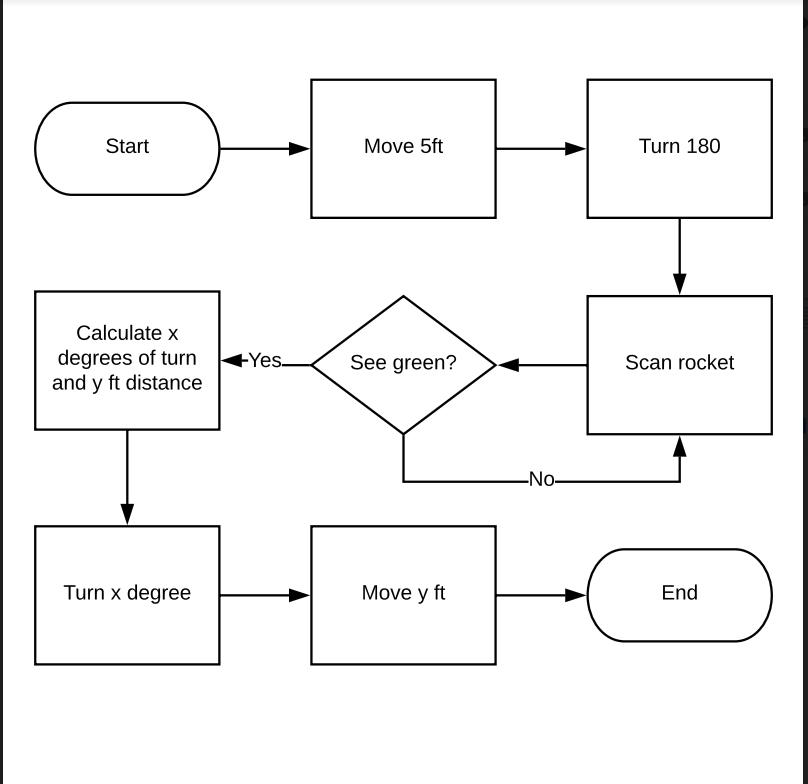 Start
Move 5ft
Turn 180
Scan rocket
See green?
Yes
No
Calculate x
degrees of turn
and y ft distance
Turn x degree
Move y ft
End